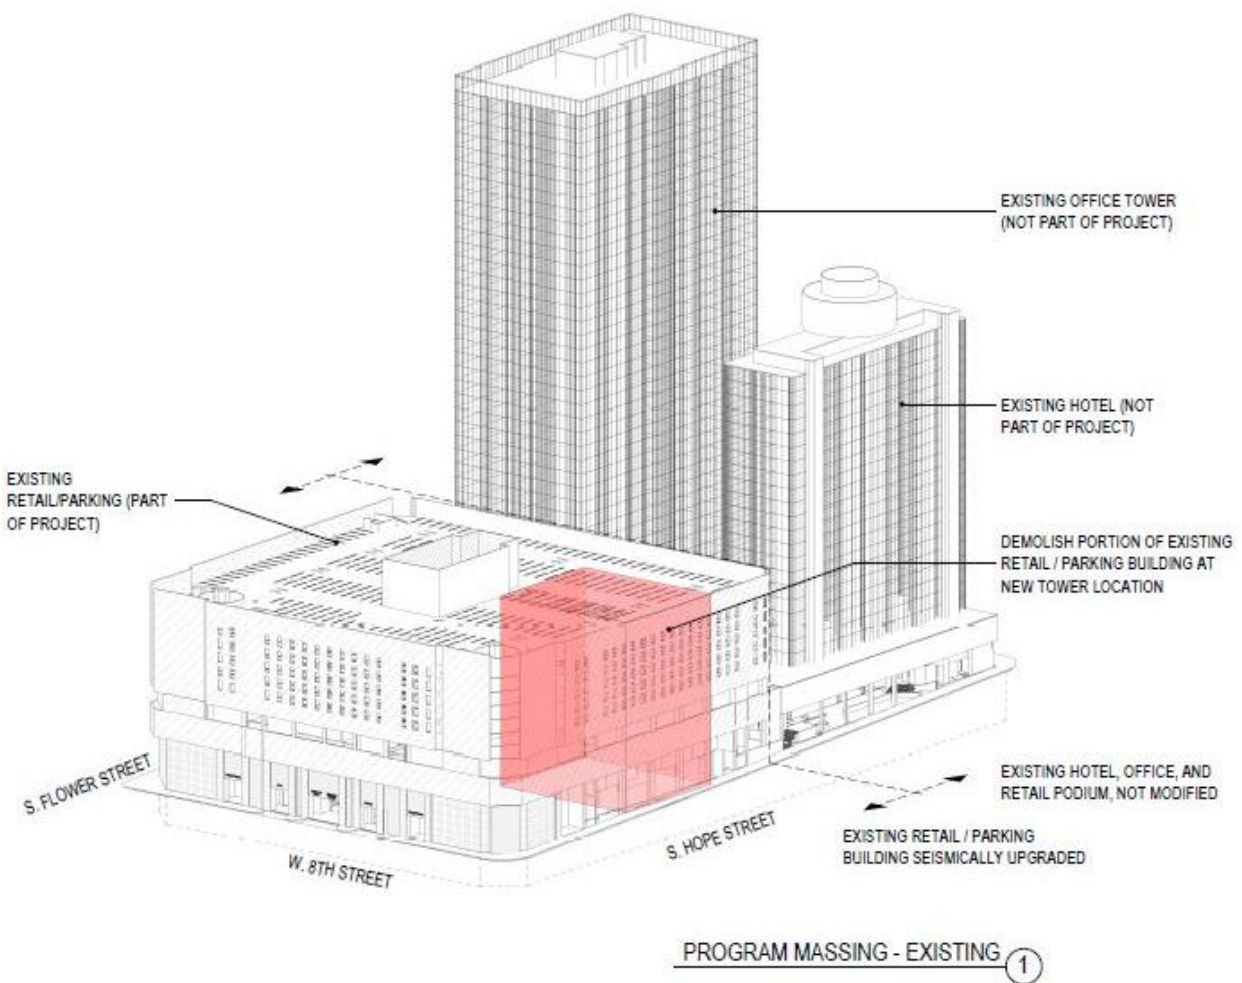 EXISTING OFFICE TOWER
(NOT PART OF PROJECT)
EXISTING HOTEL (NOT
PART OF PROJECT)
EXISTING
RETAIL/PARKING (PART
OF PROJECT)
DEMOLISH PORTION OF EXISTING
RETAIL / PARKING BUILDING AT
NEW TOWER LOCATION
S. FLOWER STREET
W. 8TH STREET
S. HOPE STREET
EXISTING HOTEL, OFFICE, AND
RETAIL PODIUM, NOT MODIFIED
EXISTING RETAIL / PARKING
BUILDING SEISMICALLY UPGRADED
PROGRAM MASSING - EXISTING 1